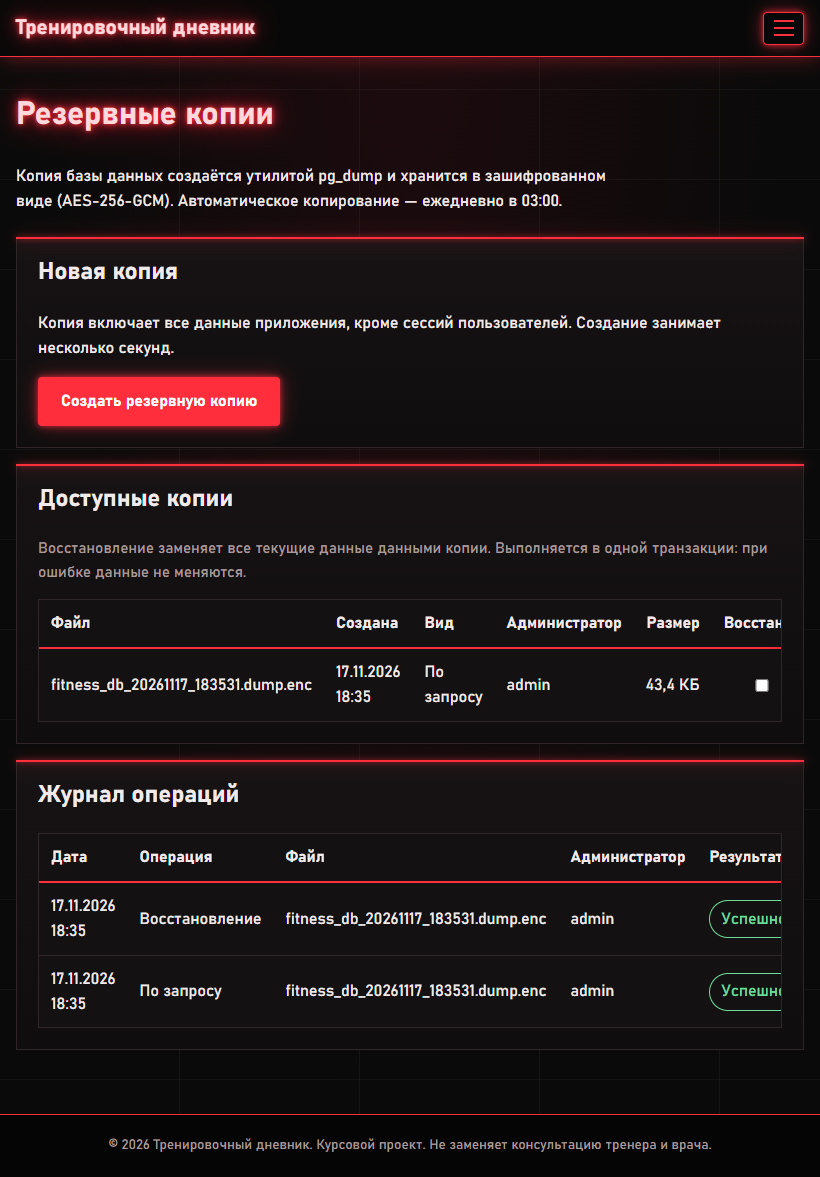 Тренировочный дневник
Резервные копии
Копия базы данных создаётся утилитой pg_dump и хранится в зашифрованном
виде (AES-256-GCM). Автоматическое копирование — ежедневно в 03:00.
Новая копия
Копия включает все данные приложения, кроме сессий пользователей. Создание занимает
несколько секунд.
Создать резервную копию
Доступные копии
Восстановление заменяет все текущие данные данными копии. Выполняется в одной транзакции: при
ошибке данные не меняются.
Файл Создана Вид Администратор Размер Восстан
fitness_db_20261117_183531.dump.enc 17.11.2026 18:35 По запросу admin 43,4 КБ
Журнал операций
Дата Операция Файл Администратор Результат
17.11.2026 18:35 Восстановление fitness_db_20261117_183531.dump.enc admin Успешно
17.11.2026 18:35 По запросу fitness_db_20261117_183531.dump.enc admin Успешно
© 2026 Тренировочный дневник. Курсовой проект. Не заменяет консультацию тренера и врача.